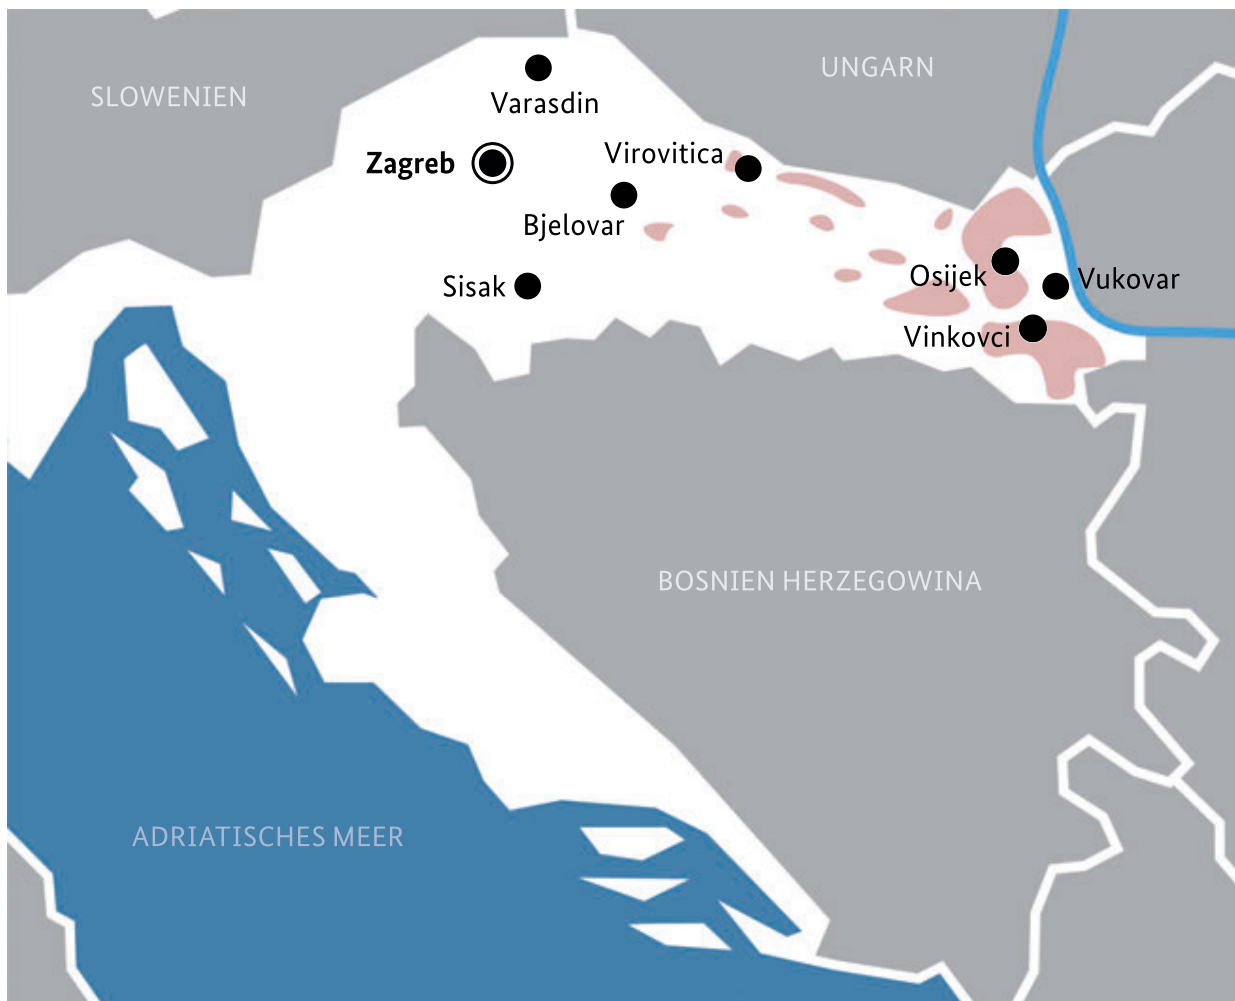 UNGARN
SLOWENIEN
Varasdin
Zagreb
Virovitica
Bjelovar
Sisak
Osijek
Vukovar
Vinkovci
BOSNIEN HERZEGOWINA
ADRIATISCHES MEER